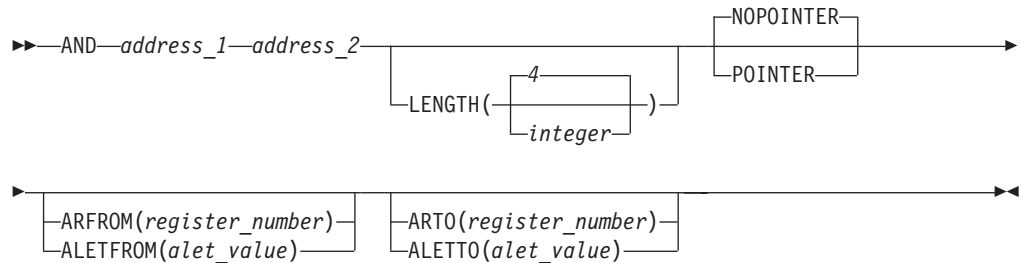 NOPOINTER
AND address_1 address_2
4
POINTER
LENGTH( )
integer
ARFROM(register_number) ARTO(register_number)
ALETFROM(alet_value) ALETTO(alet_value)